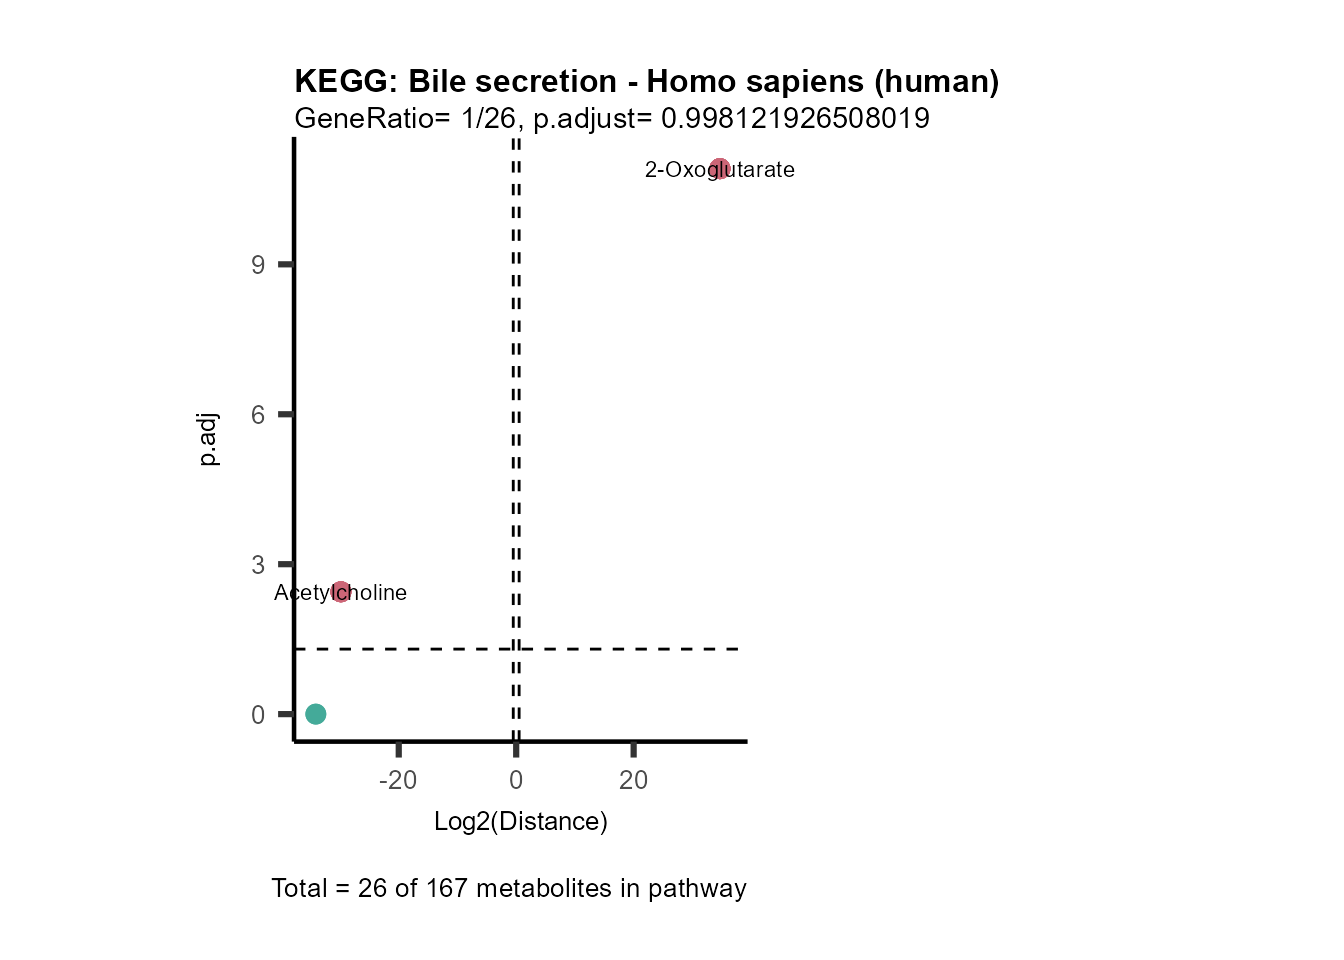 KEGG: Bile secretion - Homo sapiens (human)
GeneRatio= 1/26, p.adjust= 0.998121926508019
2-Oxoglutarate
9
6
p.adj
3
Acetylcholine
0
-20 0 20
Log2(Distance)
Total = 26 of 167 metabolites in pathway